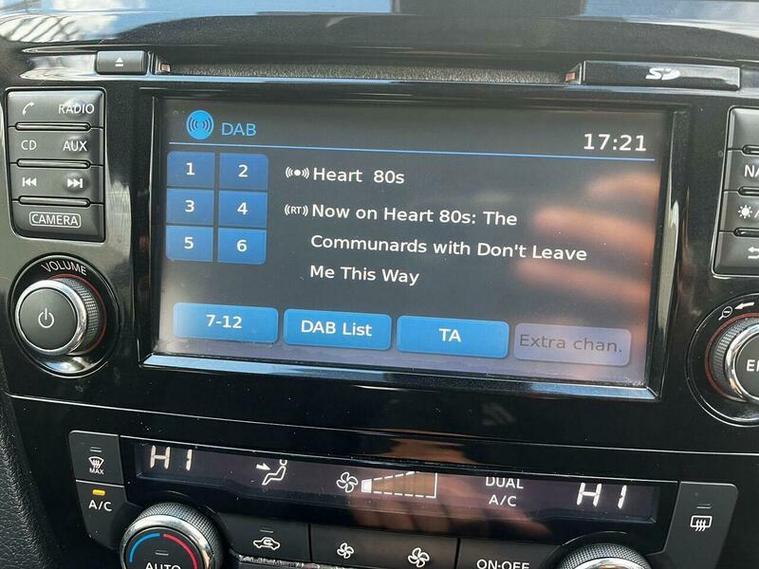 SD
RADIO
CD AUX
CAMERA
VOLUME
DAB
17:21
1 2
3 4
5 6
Heart 80s
(RT) Now on Heart 80s: The
Communards with Don't Leave
Me This Way
7-12
DAB List
TA
Extra chan.
MAX
A/C
HI
DUAL
A/C
HI
AUTO
ON·OFF